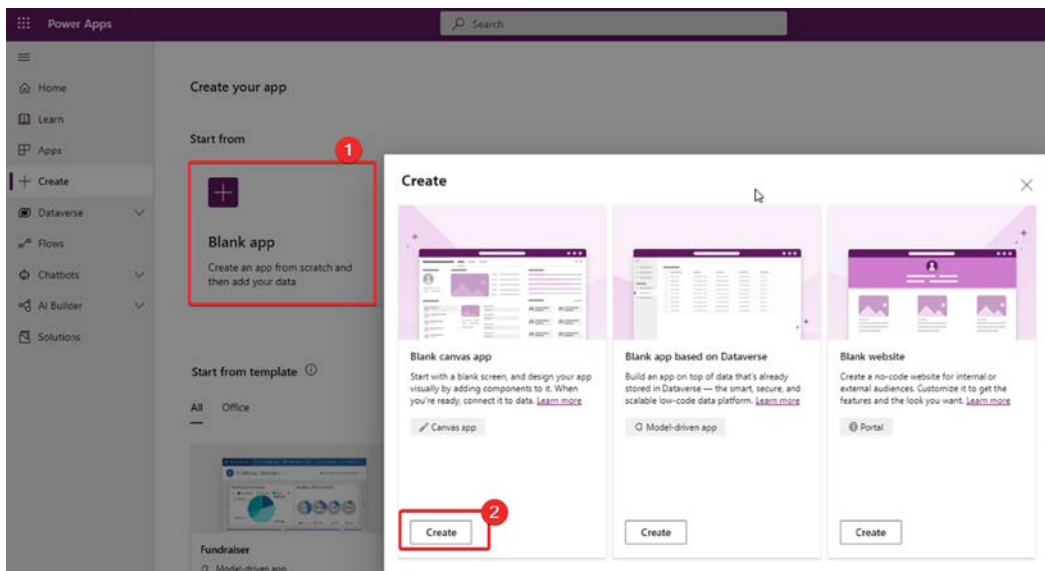 Power Apps
Search
Home
Learn
Apps
Create
Dataverse
Flows
Chatbots
AI Builder
Solutions
Create your app
Start from
1
Blank app
Create an app from scratch and
then add your data
Start from template
All Office
Fundraiser
Model-driven app
Create
Blank canvas app
Start with a blank screen, and design your app
visually by adding components to it. When
you're ready, connect it to data. Learn more
Canvas app
2
Create
Blank app based on Dataverse
Build an app on top of data that's already
stored in Dataverse — the smart, secure, and
scalable low-code data platform. Learn more
Model-driven app
Create
Blank website
Create a no-code website for internal or
external audiences. Customize it to get the
features and the look you want. Learn more
Portal
Create